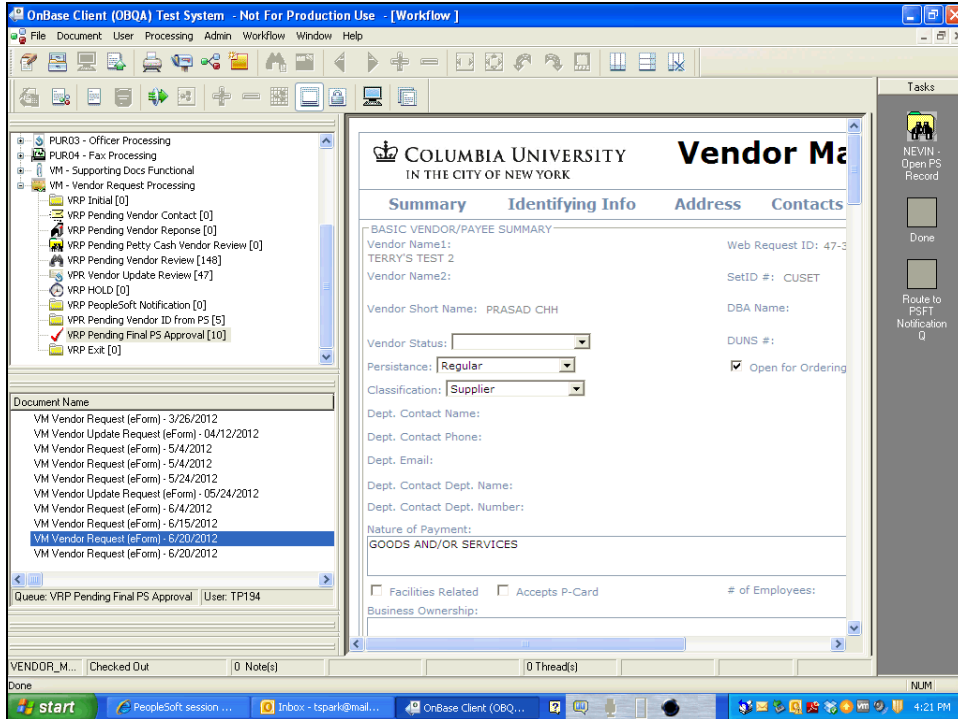 OnBase Client (OBQA) Test System - Not For Production Use - [Workflow ]
File Document User Processing Admin Workflow Window Help
Tasks
PUR03 - Officer Processing
PUR04 - Fax Processing
VM - Supporting Docs Functional
VM - Vendor Request Processing
VRP Initial [0]
VRP Pending Vendor Contact [0]
VRP Pending Vendor Reponse [0]
VRP Pending Petty Cash Vendor Review [0]
VRP Pending Vendor Review [148]
VPR Vendor Update Review [47]
VRP HOLD [0]
VRP PeopleSoft Notification [0]
VPR Pending Vendor ID from PS [5]
VRP Pending Final PS Approval [10]
VRP Exit [0]
Document Name
VM Vendor Request (eForm) - 3/26/2012
VM Vendor Update Request (eForm) - 04/12/2012
VM Vendor Request (eForm) - 5/4/2012
VM Vendor Request (eForm) - 5/4/2012
VM Vendor Request (eForm) - 5/24/2012
VM Vendor Update Request (eForm) - 05/24/2012
VM Vendor Request (eForm) - 6/4/2012
VM Vendor Request (eForm) - 6/15/2012
VM Vendor Request (eForm) - 6/20/2012
VM Vendor Request (eForm) - 6/20/2012
Queue: VRP Pending Final PS Approval User: TP194
COLUMBIA UNIVERSITY Vendor Ma
IN THE CITY OF NEW YORK
Summary Identifying Info Address Contacts
BASIC VENDOR/PAYEE SUMMARY
Vendor Name1: Web Request ID: 47-3
TERRY'S TEST 2
Vendor Name2: SetID #: CUSET
Vendor Short Name: PRASAD CHH DBA Name:
Vendor Status: DUNS #:
Persistance: Regular Open for Ordering
Classification: Supplier
Dept. Contact Name:
Dept. Contact Phone:
Dept. Email:
Dept. Contact Dept. Name:
Dept. Contact Dept. Number:
Nature of Payment:
GOODS AND/OR SERVICES
Facilities Related Accepts P-Card # of Employees:
Business Ownership:
NEVIN -
Open PS
Record
Done
Route to
PSFT
Notification
Q
VENDOR_M... Checked Out 0 Note(s) 0 Thread(s)
Done NUM
start PeopleSoft session ... Inbox - tspark@mail... OnBase Client (OBQ... 4:21 PM